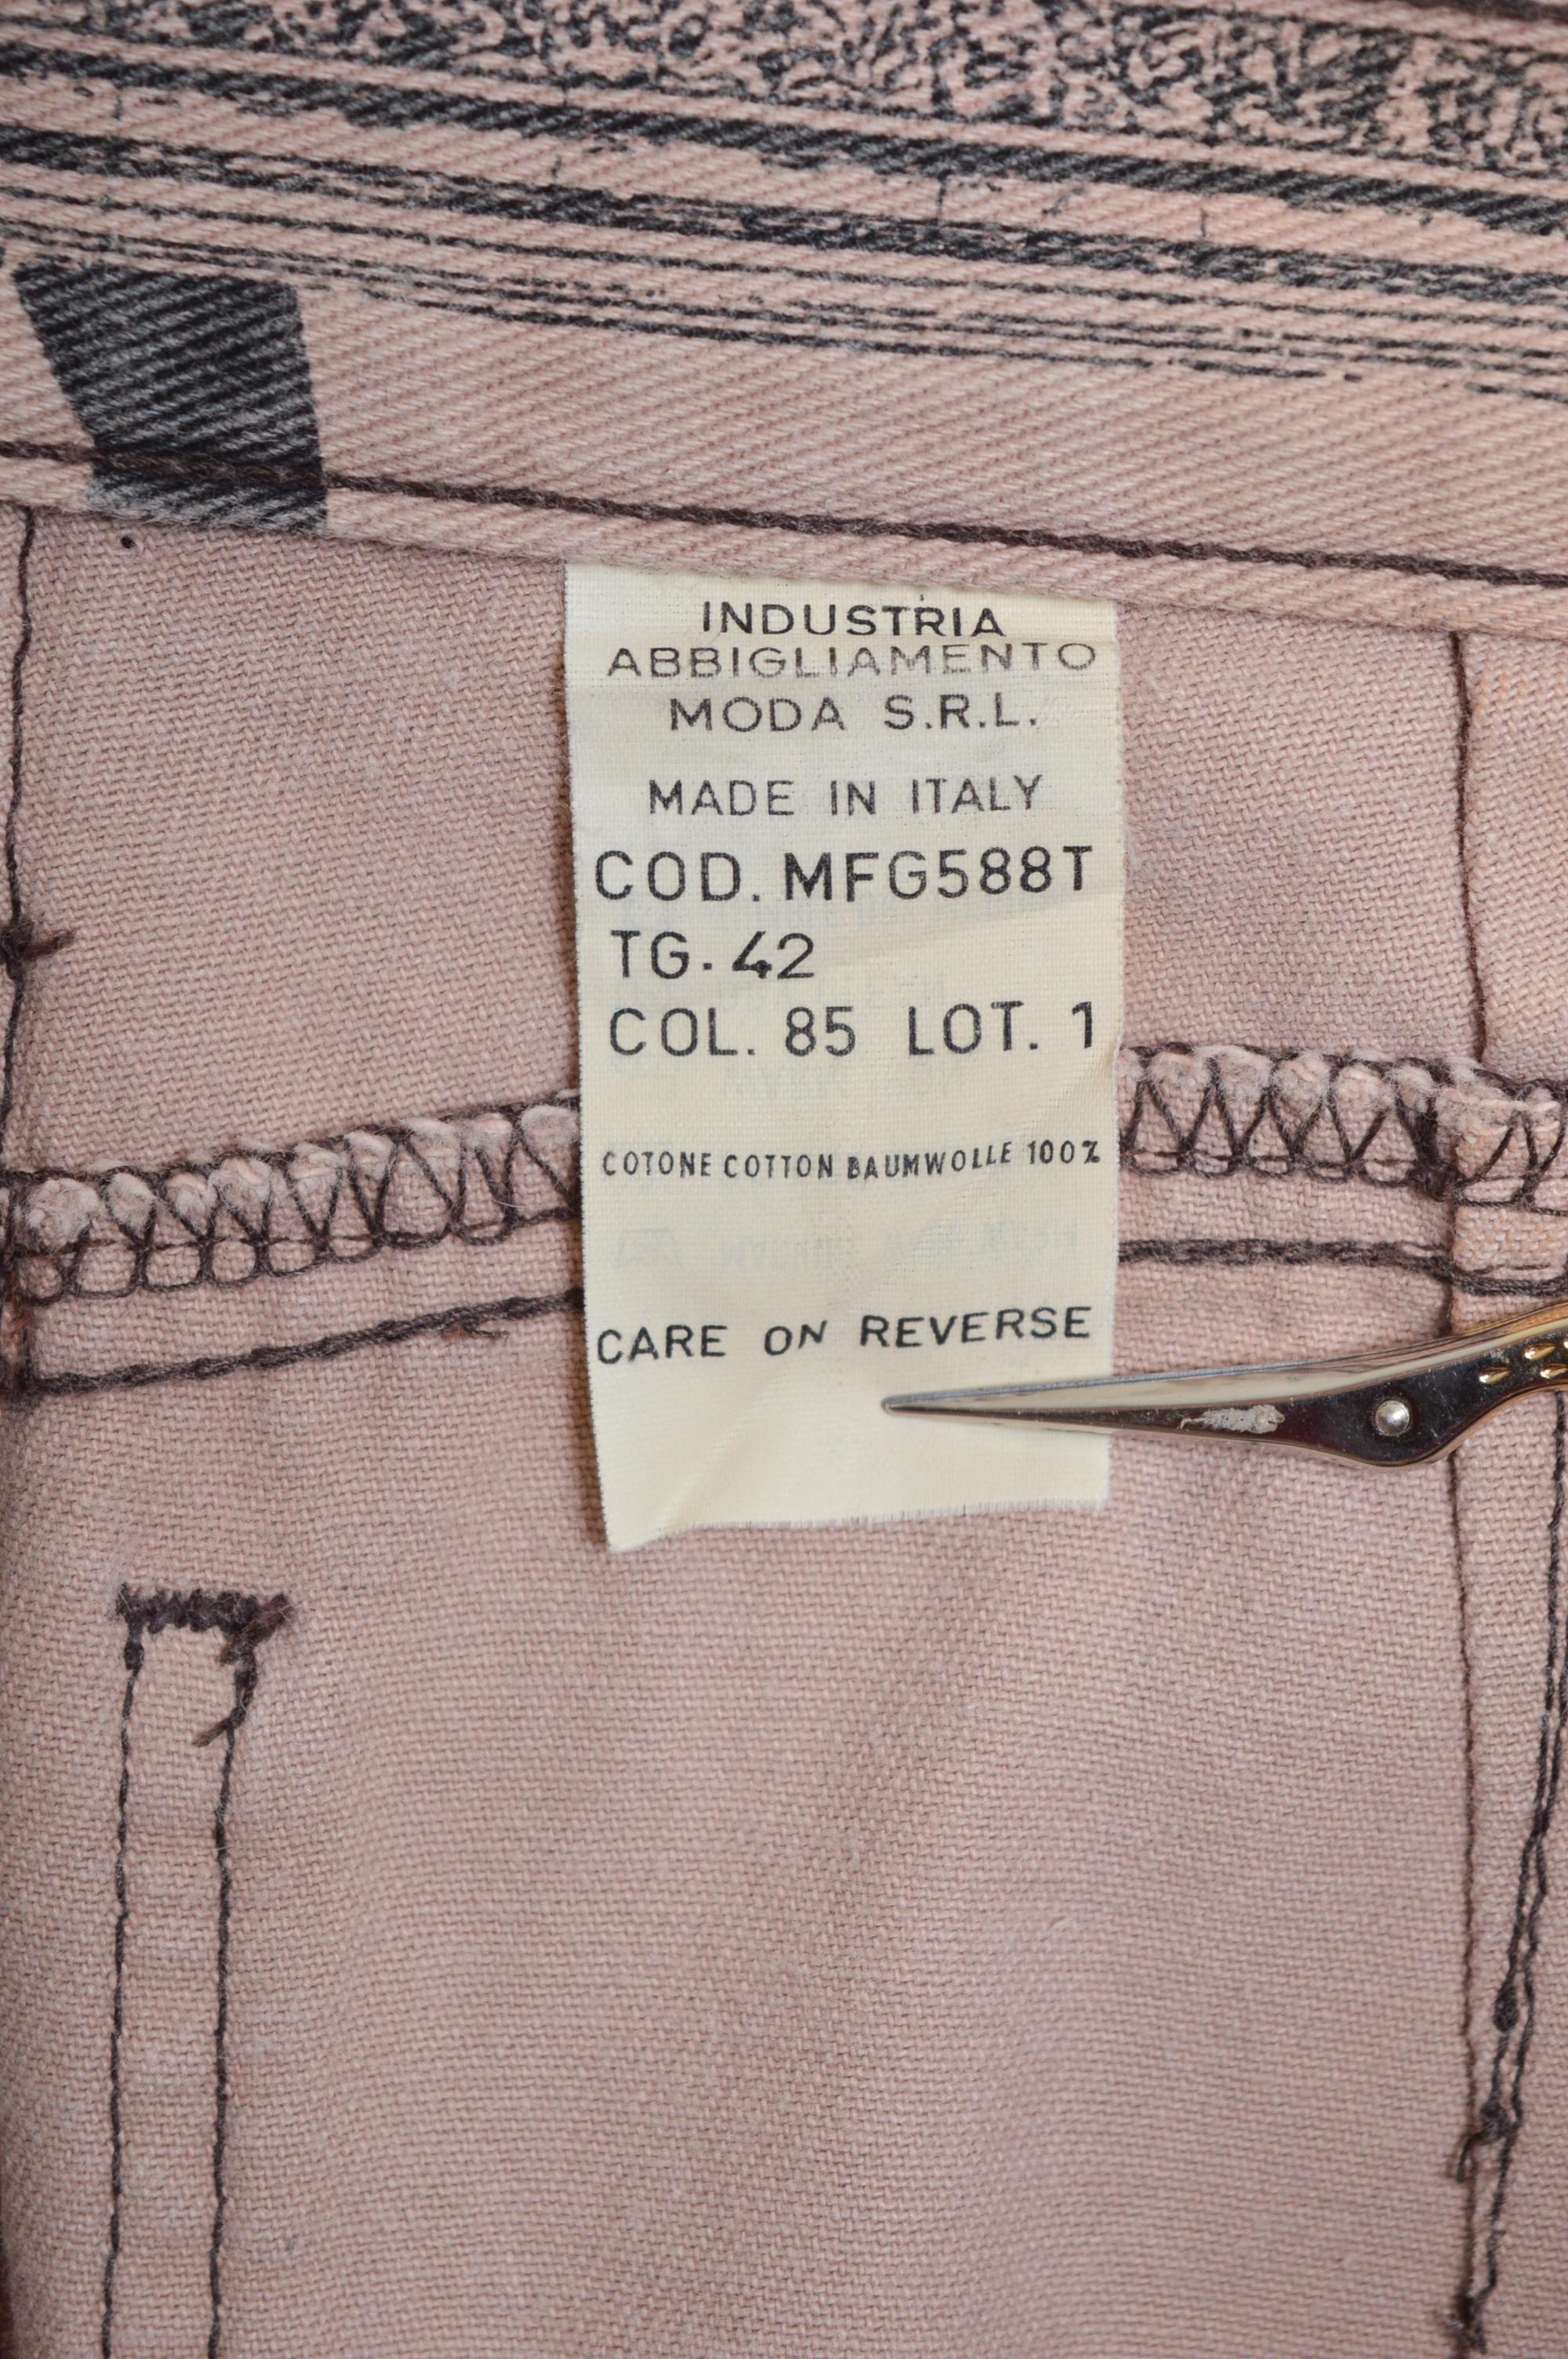 INDUSTRIA
ABBIGLIAMENTO
MODA S.R.L.
MADE IN ITALY
COD. MFG588T
TG. 42
COL. 85 LOT. 1
COTONE COTTON BAUMWOLLE 100%
CARE ON REVERSE